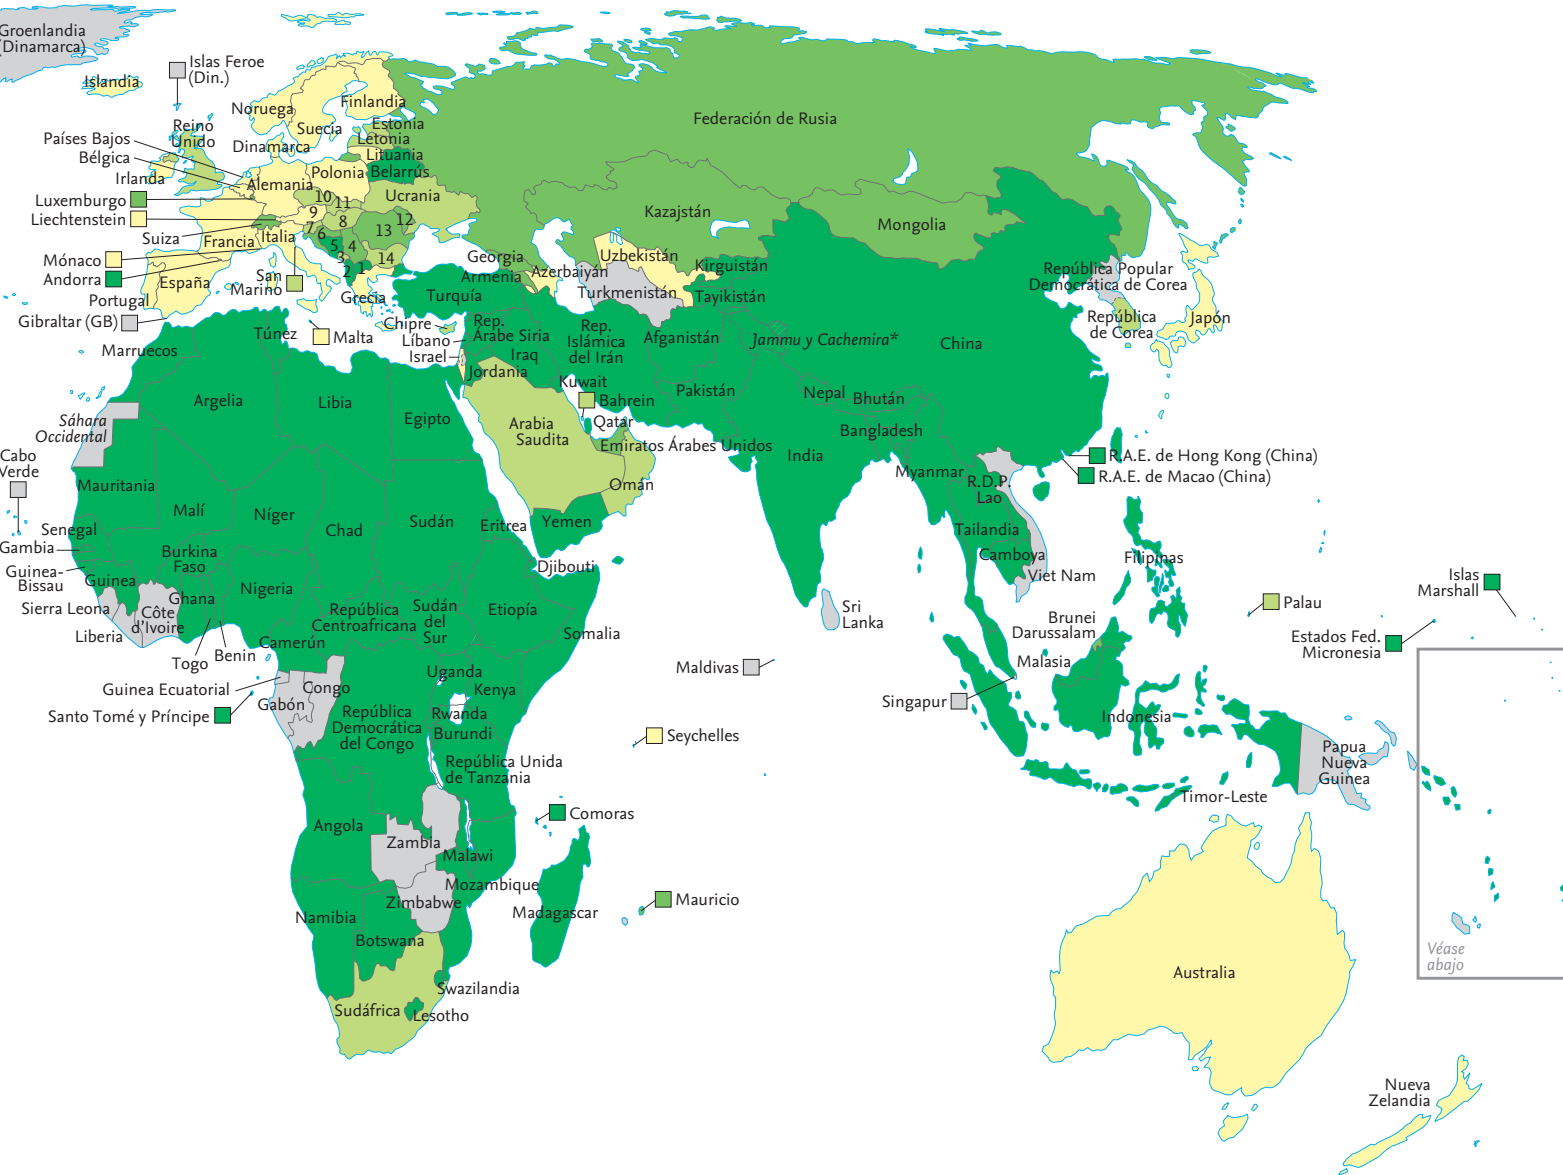 Groenlandia
(Dinamarca)
Islandia
Islas Feroe
(Din.)
Noruega
Suecia
Finlandia
Estonia
Letonia
Lituania
Belarrús
Reino
Unido
Dinamarca
Países Bajos
Bélgica
Irlanda
Alemania
Polonia
Luxemburgo
Liechtenstein
Suiza
Mónaco
Andorra
Francia
Italia
10
11
9
8
7
6
5
4
3
2
1
12
13
14
Ucrania
San
Marino
España
Portugal
Gibraltar (GB)
Grecia
Malta
Chipre
Líbano
Israel
Federación de Rusia
Kazajstán
Mongolia
Georgia
Armenia
Azerbaiyán
Uzbekistán
Turkmenistán
Kirguistán
Tayikistán
Turquía
Rep.
Arabe Siria
Iraq
Jordania
Rep.
Islámica
del Irán
Afganistán
Jammu y Cachemira*
China
República Popular
Democrática de Corea
República
de Corea
Japón
Kuwait
Bahrein
Qatar
Emiratos Árabes Unidos
Arabia
Saudita
Omán
Yemen
Pakistán
Nepal
Bhután
Bangladesh
India
Myanmar
R.D.P.
Lao
Tailandia
Camboya
Viet Nam
Sri
Lanka
Maldivas
R.A.E. de Hong Kong (China)
R.A.E. de Macao (China)
Filipinas
Brunei
Darussalam
Malasia
Singapur
Indonesia
Timor-Leste
Papua
Nueva
Guinea
Palau
Islas
Marshall
Estados Fed.
Micronesia
Véase
abajo
Australia
Nueva
Zelandia
Marruecos
Túnez
Argelia
Libia
Egipto
Sáhara
Occidental
Cabo
Verde
Mauritania
Malí
Níger
Chad
Sudán
Eritrea
Djibouti
Senegal
Gambia
Guinea-
Bissau
Guinea
Sierra Leona
Liberia
Côte
d'Ivoire
Burkina
Faso
Ghana
Togo
Benin
Nigeria
Camerún
República
Centroafricana
Sudán
del
Sur
Etiopía
Somalia
Guinea Ecuatorial
Santo Tomé y Príncipe
Gabón
Congo
República
Democrática
del Congo
Uganda
Kenya
Rwanda
Burundi
República Unida
de Tanzania
Seychelles
Comoras
Angola
Zambia
Malawi
Mozambique
Zimbabwe
Madagascar
Mauricio
Namibia
Botswana
Swazilandia
Sudáfrica
Lesotho